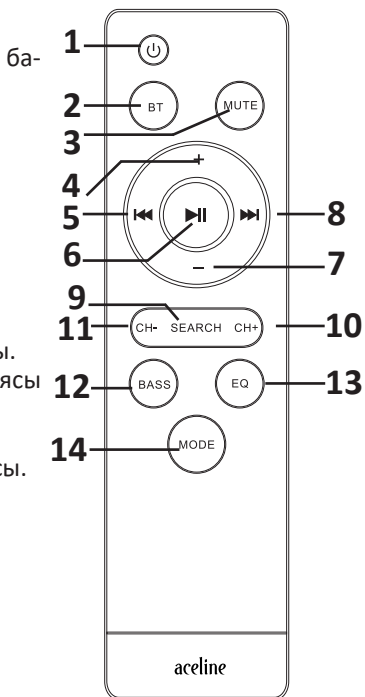 ба-
1
2 BT MUTE
3
4 +
5 8
6
– 7
9
11 CH- SEARCH CH+ 10
ы.
ясы
12 BASS EQ 13
сы.
14 MODE
aceline